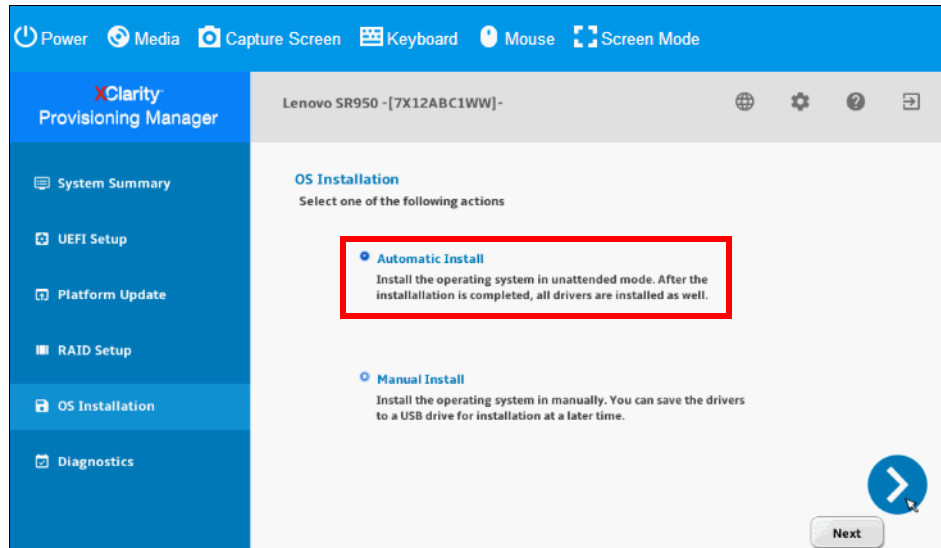 Power Media Capture Screen Keyboard Mouse Screen Mode
XClarity
Provisioning Manager
Lenovo SR950 -[7X12ABC1WW]-
System Summary
UEFI Setup
Platform Update
RAID Setup
OS Installation
Diagnostics
OS Installation
Select one of the following actions
Automatic Install
Install the operating system in unattended mode. After the
installallation is completed, all drivers are installed as well.
Manual Install
Install the operating system in manually. You can save the drivers
to a USB drive for installation at a later time.
Next